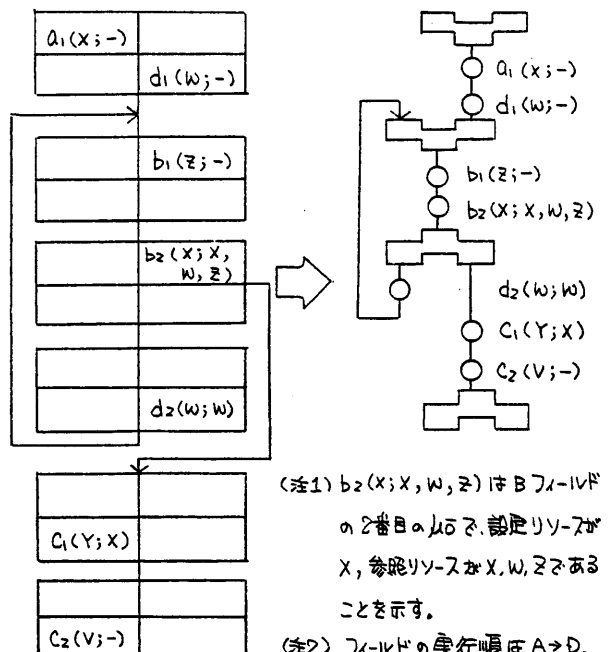 a₁(X;-)
d₁(W;-)
b₁(Z;-)
b₂(X;X,
W,Z)
d₂(W;W)
C₁(Y;X)
C₂(V;-)
a₁(X;-)
d₁(W;-)
b₁(Z;-)
b₂(X;X,W,Z)
d₂(W;W)
C₁(Y;X)
C₂(V;-)
(注1) b₂(X;X,W,Z)はBフィールド
の2番目のμoで、設定リソースが
X,参照リソースがX,W,Zである
ことを示す。
(注2) フィールドの実行順はA→D,